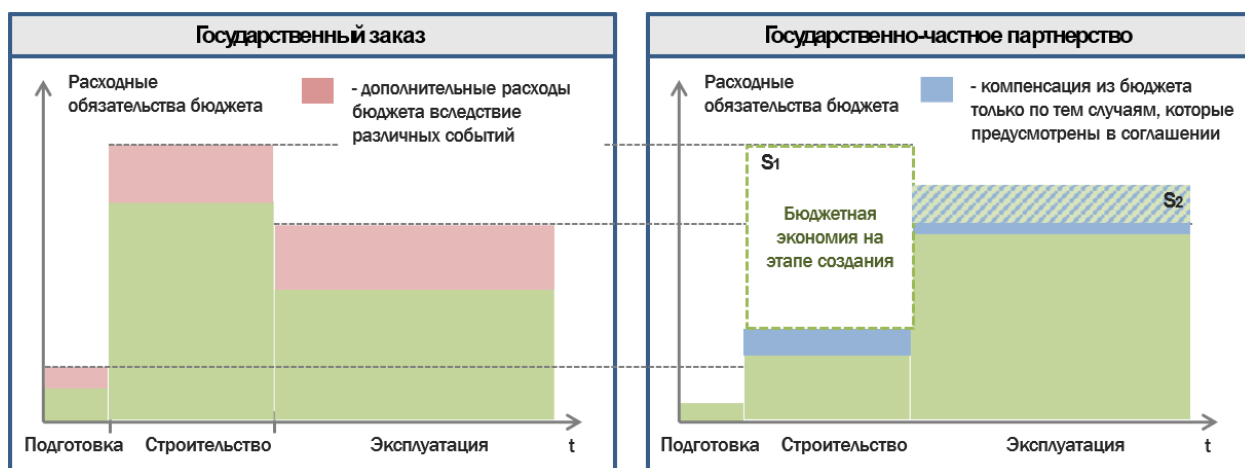 Государственный заказ
Расходные
обязательства бюджета
- дополнительные расходы
бюджета вследствие
различных событий
Подготовка
Строительство
Эксплуатация
t
Государственно-частное партнерство
Расходные
обязательства бюджета
- компенсация из бюджета
только по тем случаям, которые
предусмотрены в соглашении
S1
Бюджетная
экономия на
этапе создания
S2
Подготовка
Строительство
Эксплуатация
t